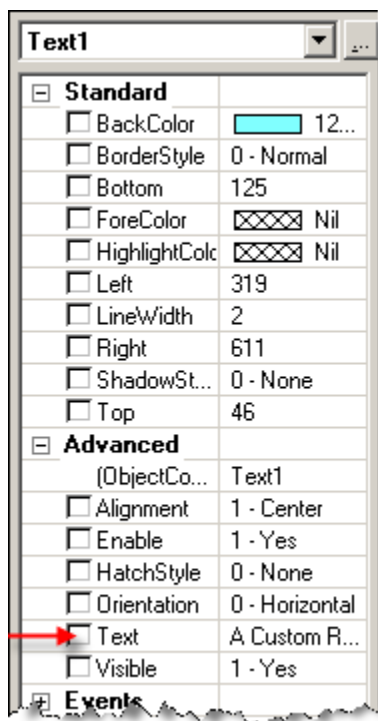 Text1 ...
Standard
BackColor 12...
BorderStyle 0 - Normal
Bottom 125
ForeColor Nil
HighlightColc Nil
Left 319
LineWidth 2
Right 611
ShadowSt... 0 - None
Top 46
Advanced
(ObjectCo... Text1
Alignment 1 - Center
Enable 1 - Yes
HatchStyle 0 - None
Orientation 0 - Horizontal
Text A Custom R...
Visible 1 - Yes
Events